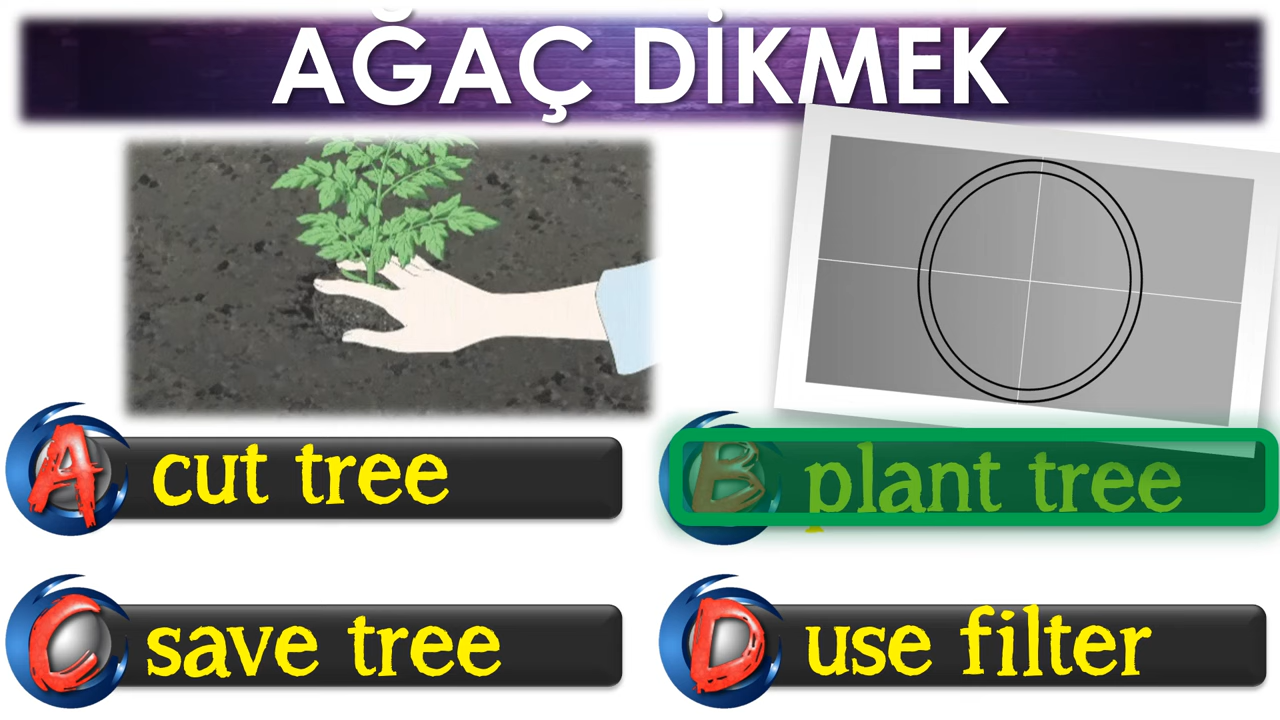 AĞAÇ DİKMEK
A cut tree
B plant tree
C save tree
D use filter